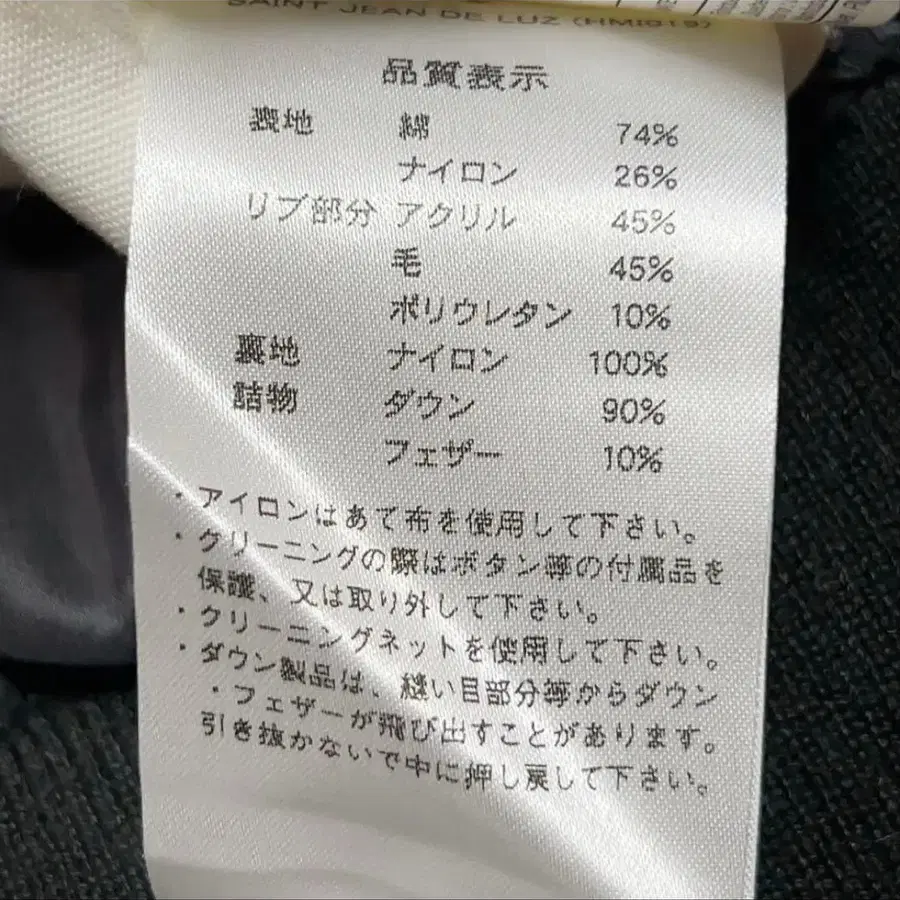 SAINT JEAN DE LUZ (HMI019)
品質表示
表地 綿 74%
ナイロン 26%
リブ部分 アクリル 45%
毛 45%
ポリウレタン 10%
裏地 ナイロン 100%
詰物 ダウン 90%
フェザー 10%
・アイロンはあて布を使用して下さい。
・クリーニングの際はボタン等の付属品を
保護、又は取り外して下さい。
・クリーニングネットを使用して下さい。
・ダウン製品は、縫い目部分等からダウン
・フェザーが飛び出すことがあります。
引き抜かないで中に押し戻して下さい。